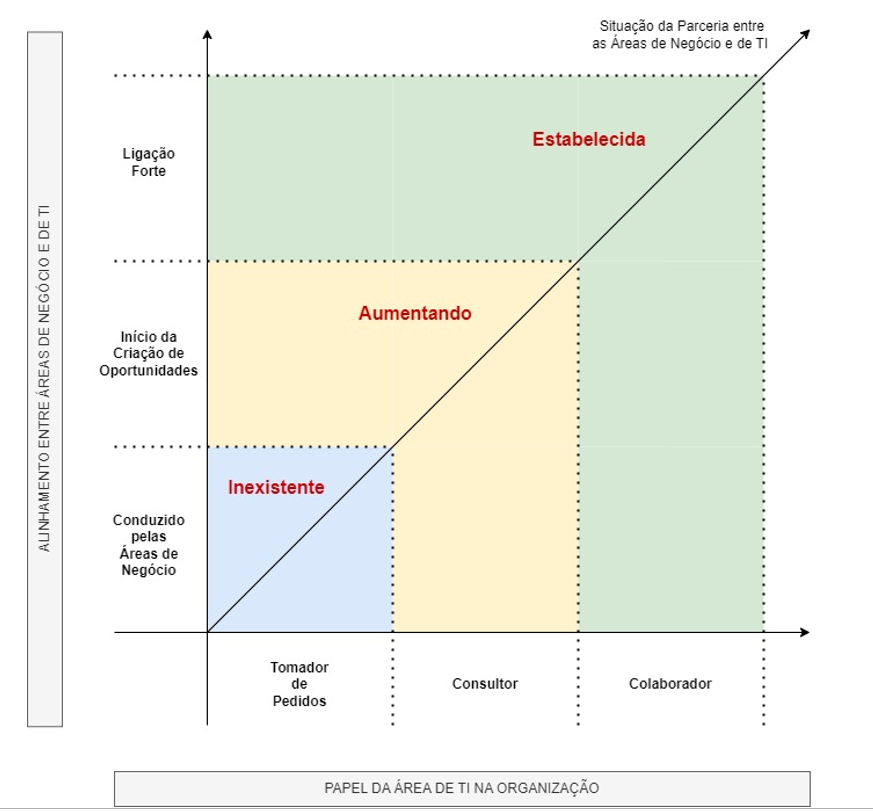 Situação da Parceria entre
as Áreas de Negócio e de TI
ALINHAMENTO ENTRE ÁREAS DE NEGÓCIO E DE TI
Ligação
Forte
Estabelecida
Início da
Criação de
Oportunidades
Aumentando
Conduzido
pelas
Áreas de
Negócio
Inexistente
Tomador
de
Pedidos
Consultor
Colaborador
PAPEL DA ÁREA DE TI NA ORGANIZAÇÃO